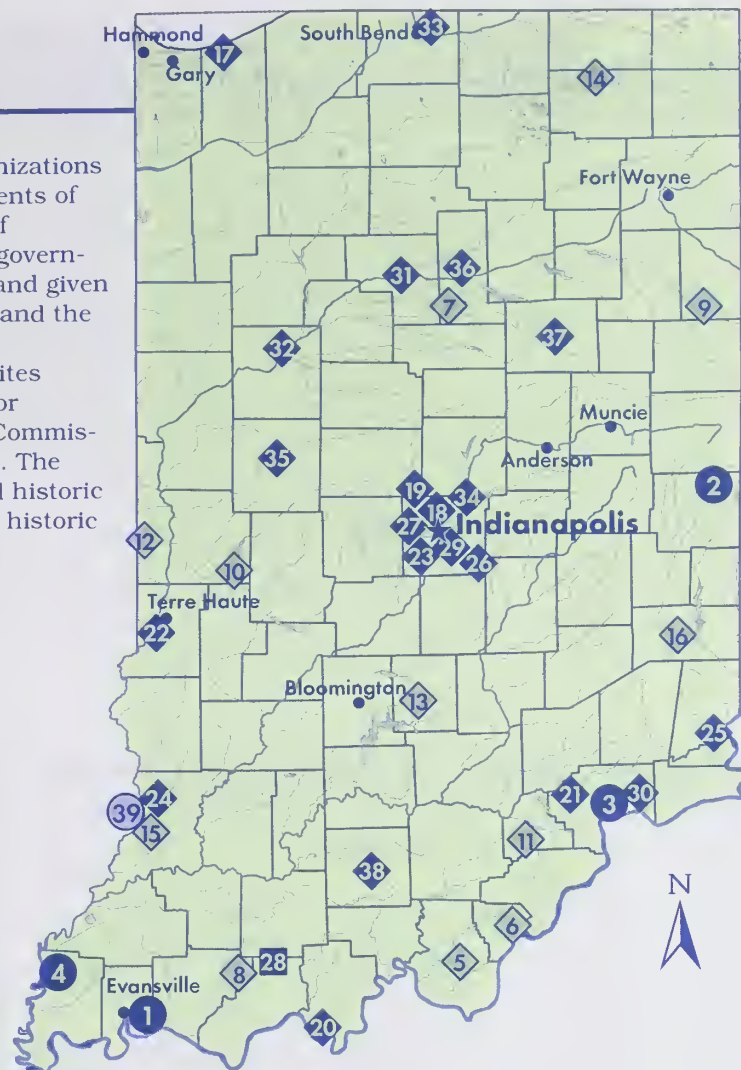 nizations
ents of
f
govern-
and given
and the
ites
or
Commis-
. The
l historic
historic
Hammond
Gary
17
South Bend
33
14
Fort Wayne
31
36
7
9
32
37
Muncie
Anderson
35
2
19
34
18
27
Indianapolis
12
29
23
26
10
Terre Haute
22
16
Bloomington
13
25
24
39
15
21
3
30
11
38
N
6
5
4
8
28
Evansville
1
20